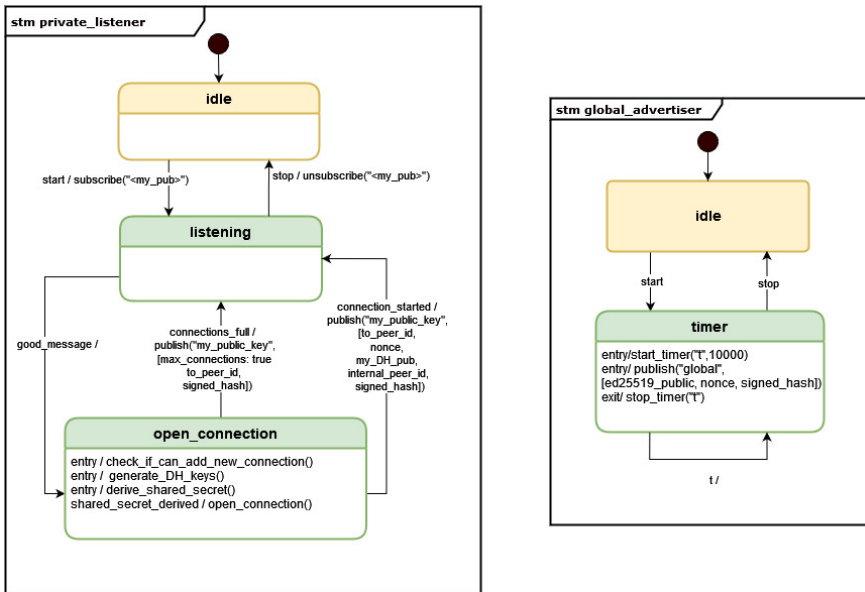 stm private_listener
idle
start / subscribe("<my_pub>")
stop / unsubscribe("<my_pub>")
listening
good_message /
connections_full /
publish("my_public_key",
[max_connections: true
to_peer_id,
signed_hash])
connection_started /
publish("my_public_key",
[to_peer_id,
nonce,
my_DH_pub,
internal_peer_id,
signed_hash])
open_connection
entry / check_if_can_add_new_connection()
entry /  generate_DH_keys()
entry / derive_shared_secret()
shared_secret_derived / open_connection()
stm global_advertiser
idle
start
stop
timer
entry/start_timer("t",10000)
entry/ publish("global",
[ed25519_public, nonce, signed_hash])
exit/ stop_timer("t")
t /